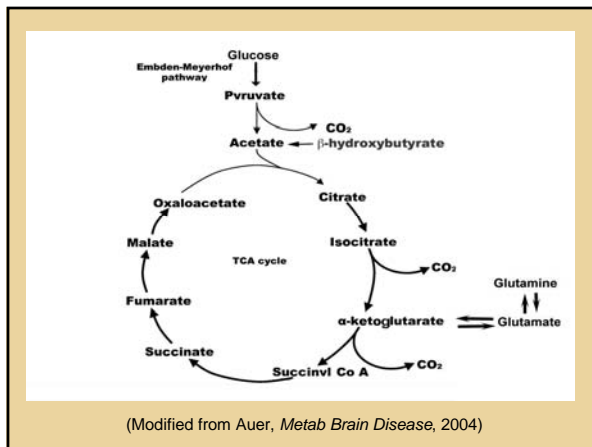 Glucose
Embden-Meyerhof
pathway
Pvruvate
CO₂
Acetate
β-hydroxybutyrate
Citrate
Oxaloacetate
Isocitrate
Malate
TCA cycle
CO₂
Glutamine
Fumarate
α-ketoglutarate
Glutamate
Succinate
CO₂
Succinvl Co A
(Modified from Auer, Metab Brain Disease, 2004)